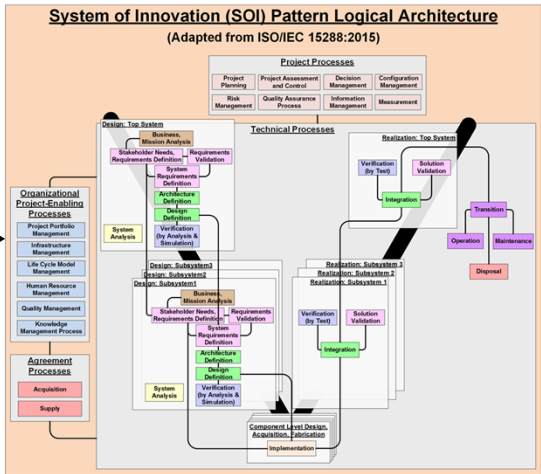 System of Innovation (SOI) Pattern Logical Architecture
(Adapted from ISO/IEC 15288:2015)
Project Processes
Project
Planning
Project Assessment
and Control
Decision
Management
Configuration
Management
Risk
Management
Quality Assurance
Process
Information
Management
Measurement
Technical Processes
Design: Top System
Business,
Mission Analysis
Stakeholder Needs,
Requirements Definition
Requirements
Validation
System
Requirements
Definition
Architecture
Definition
Design
Definition
System
Analysis
Verification
(by Analysis &
Simulation)
Realization: Top System
Verification
(by Test)
Solution
Validation
Integration
Transition
Operation
Maintenance
Disposal
Organizational
Project-Enabling
Processes
Project Portfolio
Management
Infrastructure
Management
Life Cycle Model
Management
Human Resource
Management
Quality Management
Knowledge
Management Process
Agreement
Processes
Acquisition
Supply
Design: Subsystem3
Design: Subsystem2
Design: Subsystem1
Business,
Mission Analysis
Stakeholder Needs,
Requirements Definition
Requirements
Validation
System
Requirements
Definition
Architecture
Definition
Design
Definition
System
Analysis
Verification
(by Analysis &
Simulation)
Realization: Subsystem 3
Realization: Subsystem 2
Realization: Subsystem 1
Verification
(by Test)
Solution
Validation
Integration
Component Level Design,
Acquisition, Fabrication
Implementation